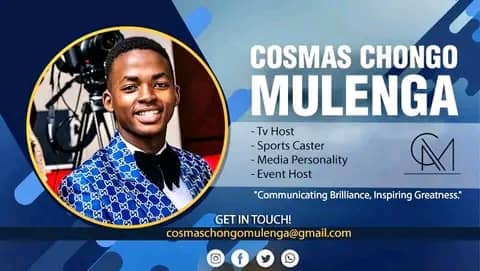 COSMAS CHONGO
MULENGA
- Tv Host
- Sports Caster
- Media Personality
- Event Host
CAM
"Communicating Brilliance, Inspiring Greatness."
GET IN TOUCH!
cosmaschongomulenga@gmail.com